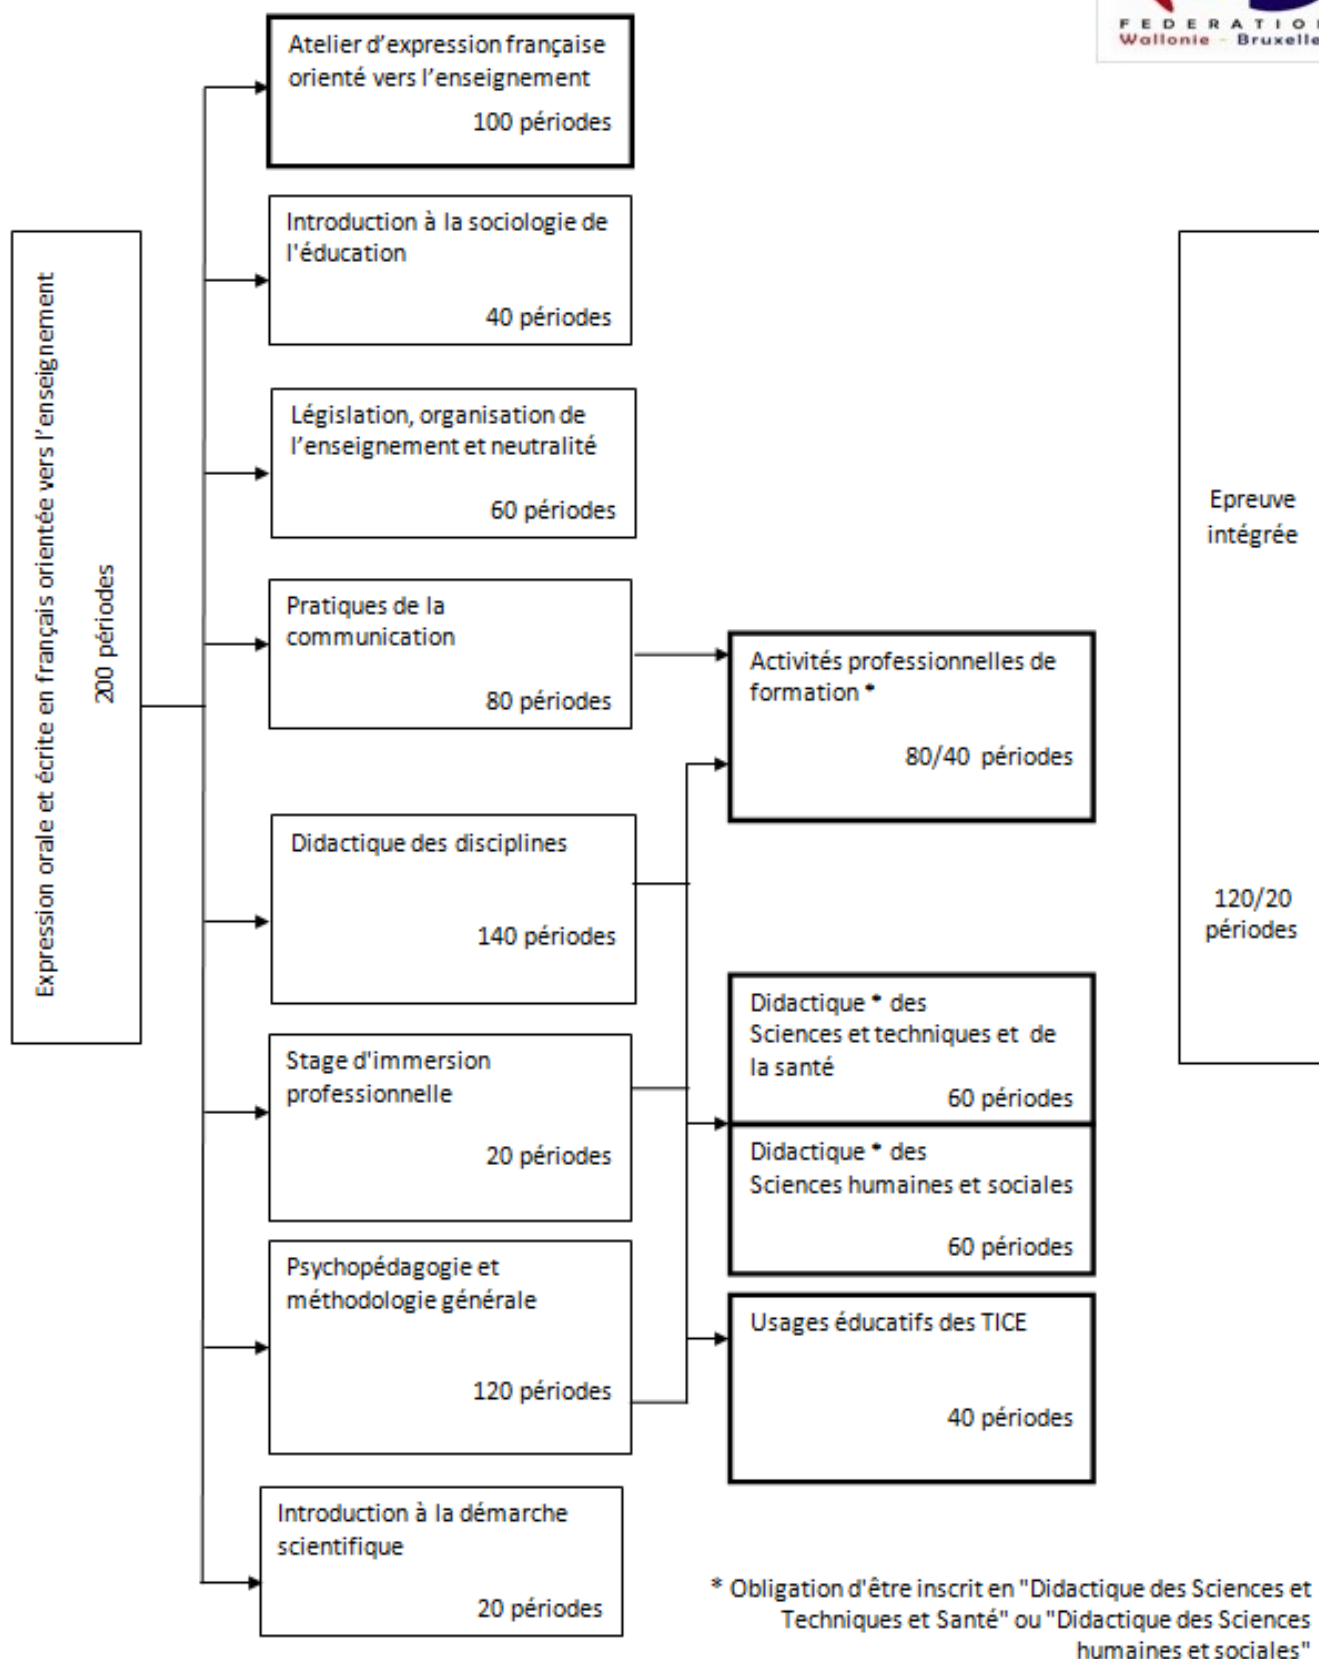 FEDERATION
Wallonie - Bruxelle
Atelier d'expression française
orienté vers l'enseignement
100 périodes
Introduction à la sociologie de
l'éducation
40 périodes
Législation, organisation de
l'enseignement et neutralité
60 périodes
Expression orale et écrite en français orientée vers l'enseignement
200 périodes
Pratiques de la
communication
80 périodes
Didactique des disciplines
140 périodes
Stage d'immersion
professionnelle
20 périodes
Psychopédagogie et
méthodologie générale
120 périodes
Introduction à la démarche
scientifique
20 périodes
Activités professionnelles de
formation *
80/40 périodes
Didactique * des
Sciences et techniques et de
la santé
60 périodes
Didactique * des
Sciences humaines et sociales
60 périodes
Usages éducatifs des TICE
40 périodes
Epreuve
intégrée
120/20
périodes
* Obligation d'être inscrit en "Didactique des Sciences et
Techniques et Santé" ou "Didactique des Sciences
humaines et sociales"